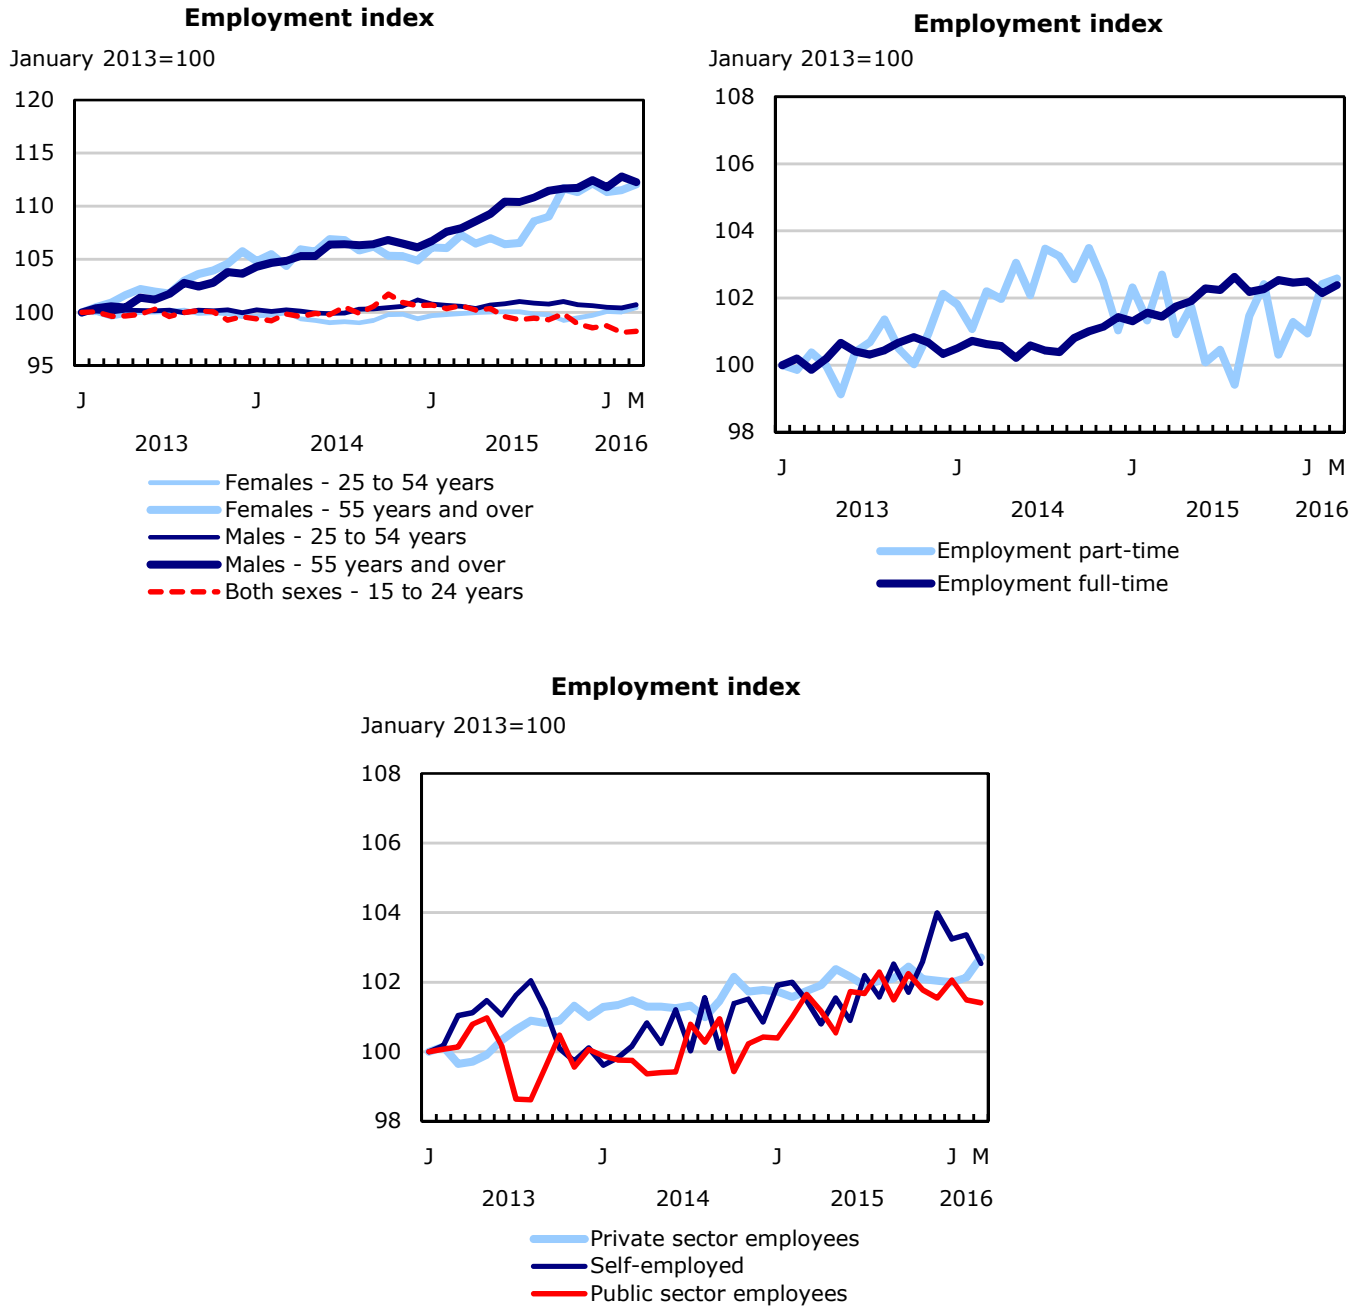 Employment index
January 2013=100
120
115
110
105
100
95
J J J J M
2013 2014 2015 2016
Females - 25 to 54 years
Females - 55 years and over
Males - 25 to 54 years
Males - 55 years and over
Both sexes - 15 to 24 years
Employment index
January 2013=100
108
106
104
102
100
98
J J J J M
2013 2014 2015 2016
Employment part-time
Employment full-time
Employment index
January 2013=100
108
106
104
102
100
98
J J J J M
2013 2014 2015 2016
Private sector employees
Self-employed
Public sector employees